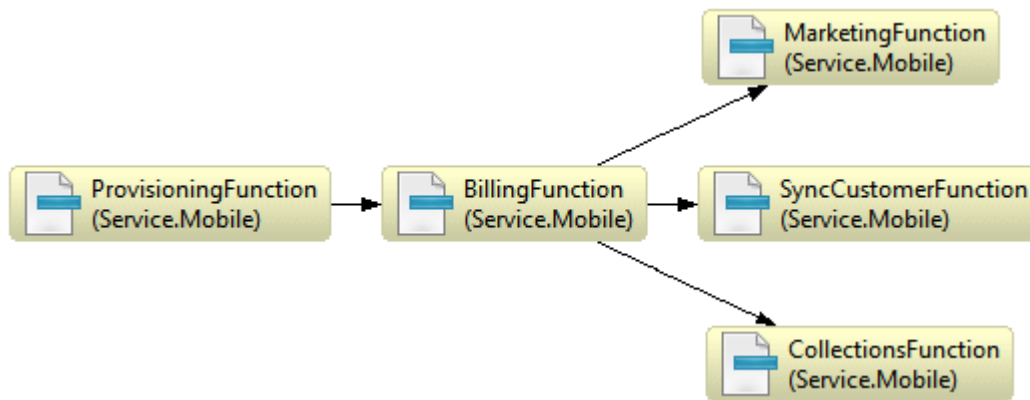 MarketingFunction
(Service.Mobile)
ProvisioningFunction
(Service.Mobile)
BillingFunction
(Service.Mobile)
SyncCustomerFunction
(Service.Mobile)
CollectionsFunction
(Service.Mobile)